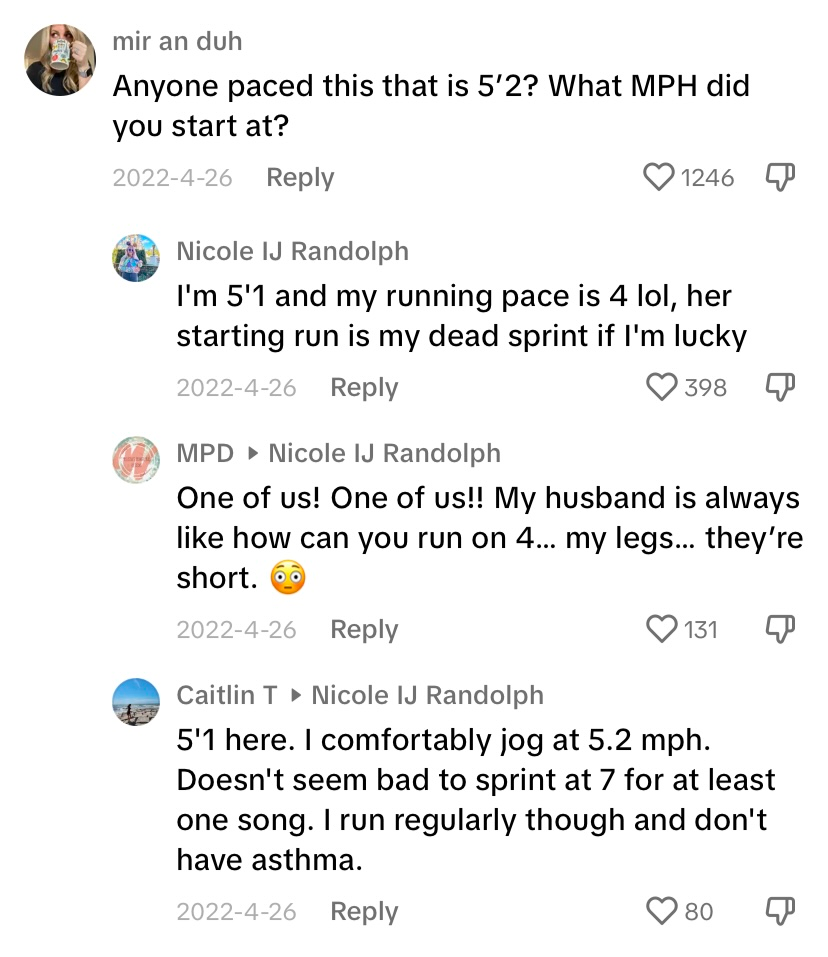 mir an duh
Anyone paced this that is 5’2? What MPH did
you start at?
2022-4-26 Reply 1246
Nicole IJ Randolph
I'm 5'1 and my running pace is 4 lol, her
starting run is my dead sprint if I'm lucky
2022-4-26 Reply 398
MPD ▸ Nicole IJ Randolph
One of us! One of us!! My husband is always
like how can you run on 4... my legs... they’re
short. 😳
2022-4-26 Reply 131
Caitlin T ▸ Nicole IJ Randolph
5'1 here. I comfortably jog at 5.2 mph.
Doesn't seem bad to sprint at 7 for at least
one song. I run regularly though and don't
have asthma.
2022-4-26 Reply 80